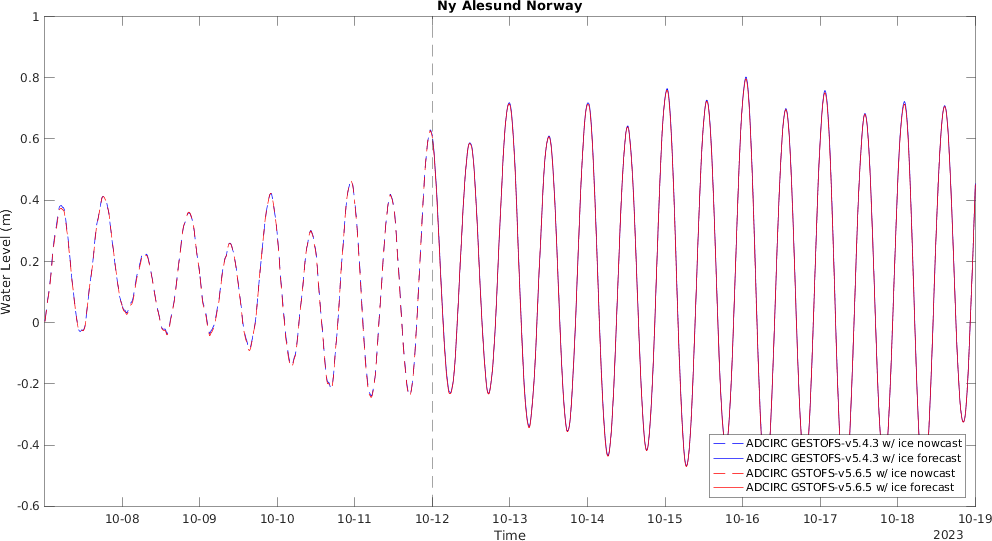 Ny Alesund Norway
1
0.8
0.6
0.4
0.2
0
-0.2
-0.4
-0.6
Water Level (m)
ADCIRC GESTOFS-v5.4.3 w/ ice nowcast
ADCIRC GESTOFS-v5.4.3 w/ ice forecast
ADCIRC GSTOFS-v5.6.5 w/ ice nowcast
ADCIRC GSTOFS-v5.6.5 w/ ice forecast
10-08 10-09 10-10 10-11 10-12 10-13 10-14 10-15 10-16 10-17 10-18 10-19
Time
2023